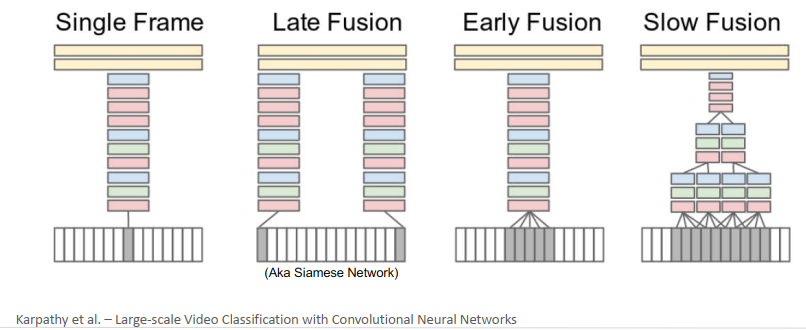 Single Frame
Late Fusion
Early Fusion
Slow Fusion
(Aka Siamese Network)
Karpathy et al. – Large-scale Video Classification with Convolutional Neural Networks